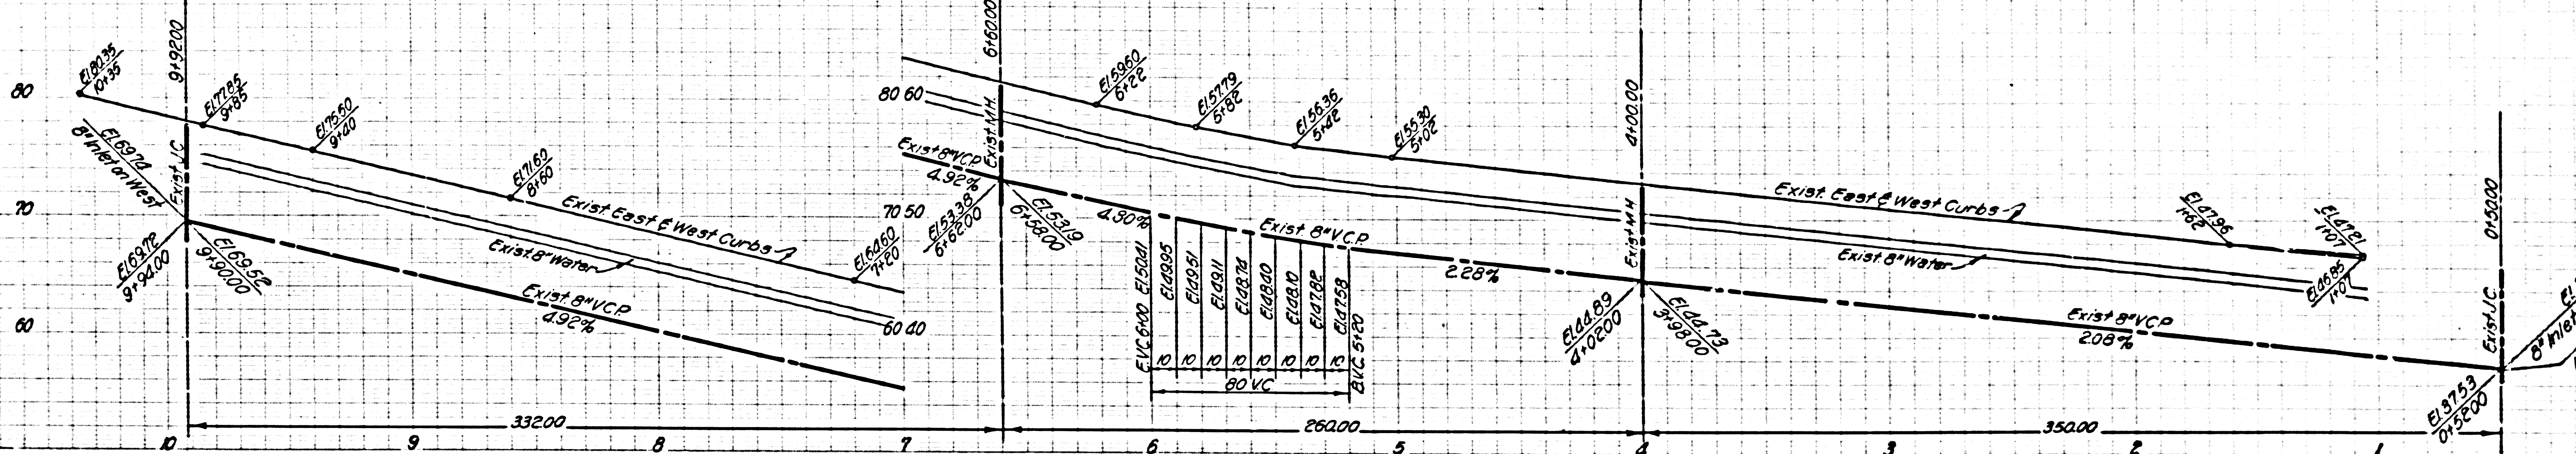 80
70
60
El.80.35
10+35
9+92.00
El.77.85
9+85
El.75.50
9+40
El.69.74
8" Inlet on West
Exist. J.C.
El.71.60
8+60
Exist. East & West Curbs
Exist. 8" Water
Exist. 8" V.C.P.
4.92%
El.69.72
9+94.00
El.69.52
9+90.00
El.64.60
7+20
80 60
70 50
60 40
6+60.00
Exist. M.H.
Exist 8" V.C.P.
4.92%
El.53.38
6+62.00
El.53.19
6+58.00
4.80%
El.59.60
6+22
El.57.79
5+82
El.56.36
5+42
El.55.30
5+02
E.V.C. 6+00 El.50.41
El.49.95
El.49.51
El.49.11
El.48.74
El.48.40
El.48.10
El.47.82
El.47.58
B.V.C. 5+20
10 10 10 10 10 10 10 10
80 V.C.
Exist. 8" V.C.P.
2.28%
4+00.00
Exist M.H.
El.44.89
4+02.00
El.44.73
3+98.00
Exist. East & West Curbs
Exist. 8" Water
El.47.96
1+62
El.47.21
1+07
El.46.85
1+07
Exist 8" V.C.P.
2.08%
0+50.00
Exist. J.C.
El.37.53
0+52.00
8" Inlet
332.00
260.00
350.00
10 9 8 7 6 5 4 3 2 1